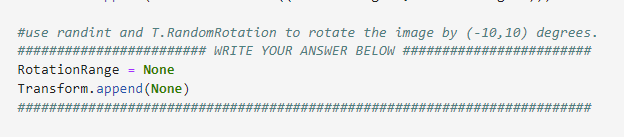 #use randint and T.RandomRotation to rotate the image by (-10,10) degrees.
######################## WRITE YOUR ANSWER BELOW ########################
RotationRange = None
Transform.append(None)
#########################################################################